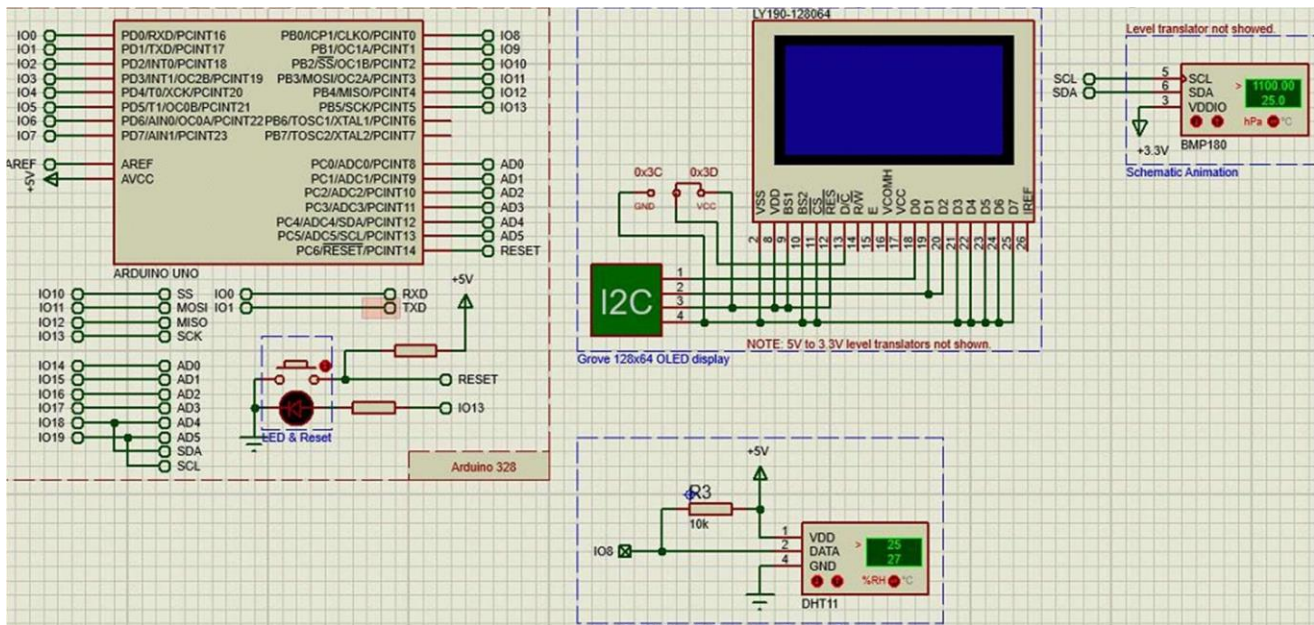 IO0 PD0/RXD/PCINT16 PB0/ICP1/CLKO/PCINT0 IO8
IO1 PD1/TXD/PCINT17 PB1/OC1A/PCINT1 IO9
IO2 PD2/INT0/PCINT18 PB2/SS/OC1B/PCINT2 IO10
IO3 PD3/INT1/OC2B/PCINT19 PB3/MOSI/OC2A/PCINT3 IO11
IO4 PD4/T0/XCK/PCINT20 PB4/MISO/PCINT4 IO12
IO5 PD5/T1/OC0B/PCINT21 PB5/SCK/PCINT5 IO13
IO6 PD6/AIN0/OC0A/PCINT22 PB6/TOSC1/XTAL1/PCINT6
IO7 PD7/AIN1/PCINT23 PB7/TOSC2/XTAL2/PCINT7
AREF AREF PC0/ADC0/PCINT8 AD0
+5V AVCC PC1/ADC1/PCINT9 AD1
PC2/ADC2/PCINT10 AD2
PC3/ADC3/PCINT11 AD3
PC4/ADC4/SDA/PCINT12 AD4
PC5/ADC5/SCL/PCINT13 AD5
PC6/RESET/PCINT14 RESET
ARDUINO UNO
IO10 SS IO0 RXD
IO11 MOSI IO1 TXD
IO12 MISO
IO13 SCK
+5V
IO14 AD0
IO15 AD1
IO16 AD2
IO17 AD3
IO18 AD4
IO19 AD5
SDA
SCL
RESET
IO13
LED & Reset
Arduino 328
LY190-128064
0x3C 0x3D
GND VCC
VSS VDD BS1 BS2 CS RES D/C R/W E VCOMH VCC D0 D1 D2 D3 D4 D5 D6 D7 IREF
2 8 9 10 11 12 13 14 15 16 17 18 19 20 21 22 23 24 25 26
I2C
1
2
3
4
NOTE: 5V to 3.3V level translators not shown.
Grove 128x64 OLED display
Level translator not showed.
SCL 5 SCL
SDA 6 SDA
3 VDDIO
> 1100.00
25.0
hPa °C
+3.3V
BMP180
Schematic Animation
+5V
R3
10k
IO8
1 VDD
2 DATA
4 GND
> 25
27
%RH °C
DHT11